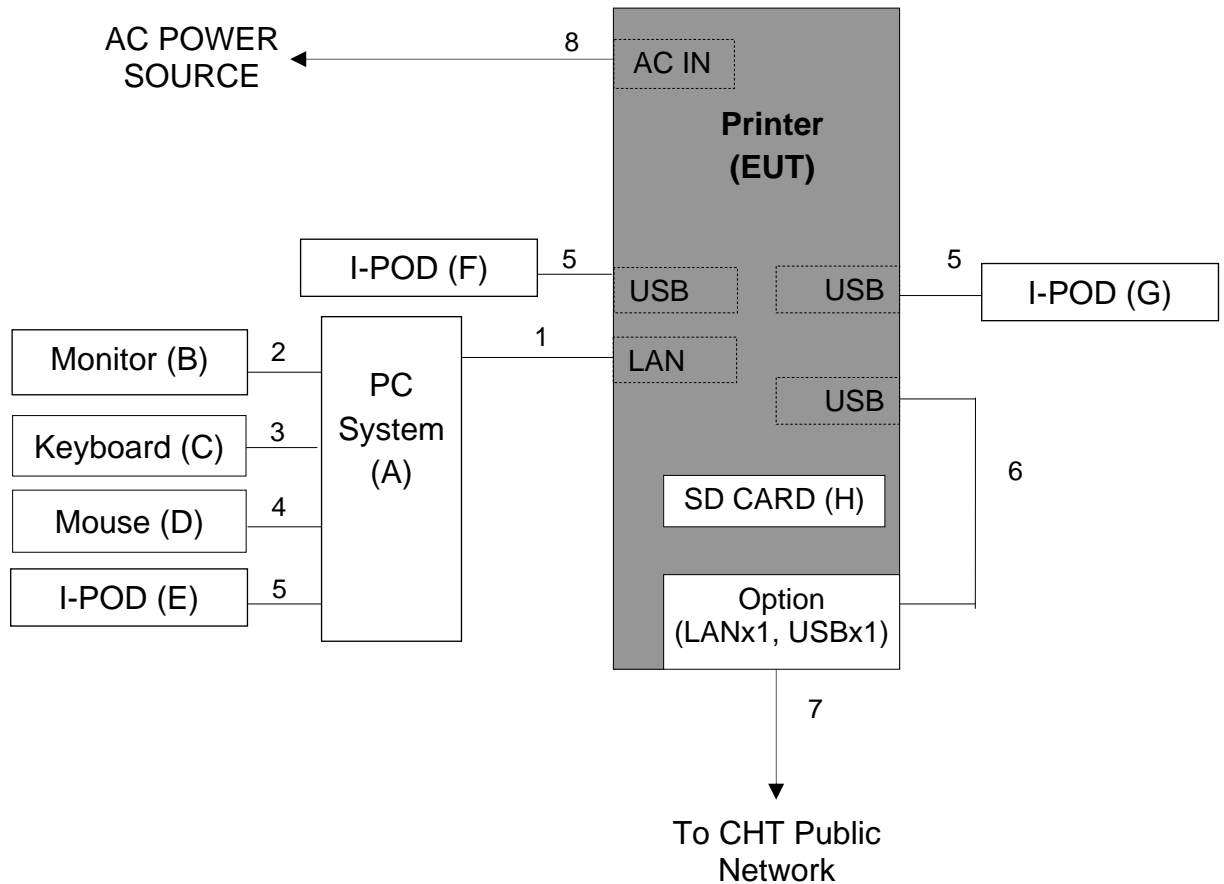 AC POWER
SOURCE
8
AC IN
Printer
(EUT)
I-POD (F)
5
USB
USB
5
I-POD (G)
Monitor (B)
2
Keyboard (C)
3
Mouse (D)
4
I-POD (E)
5
PC
System
(A)
1
LAN
USB
6
SD CARD (H)
Option
(LANx1, USBx1)
7
To CHT Public
Network